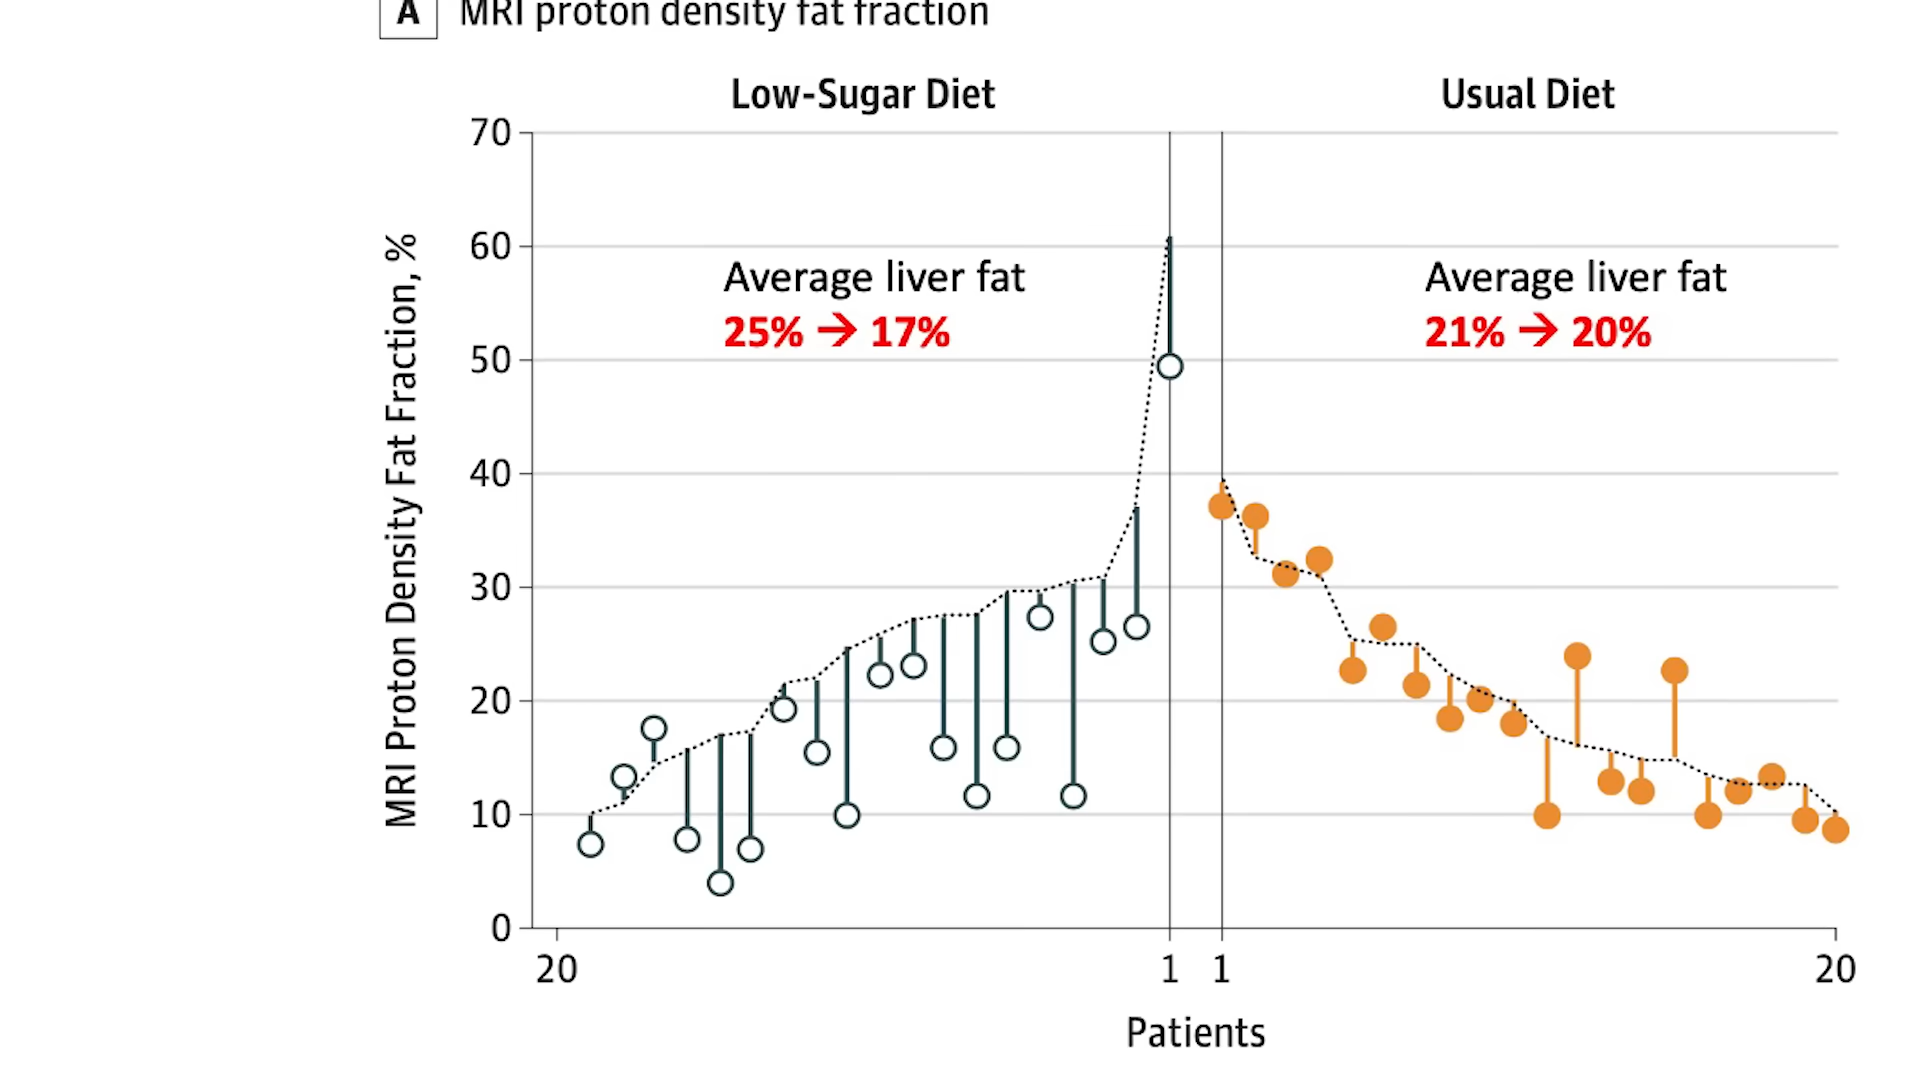 A MRI proton density fat fraction
Low-Sugar Diet
Usual Diet
70
60
50
40
30
20
10
0
MRI Proton Density Fat Fraction, %
Average liver fat
25% → 17%
Average liver fat
21% → 20%
20
1
1
20
Patients